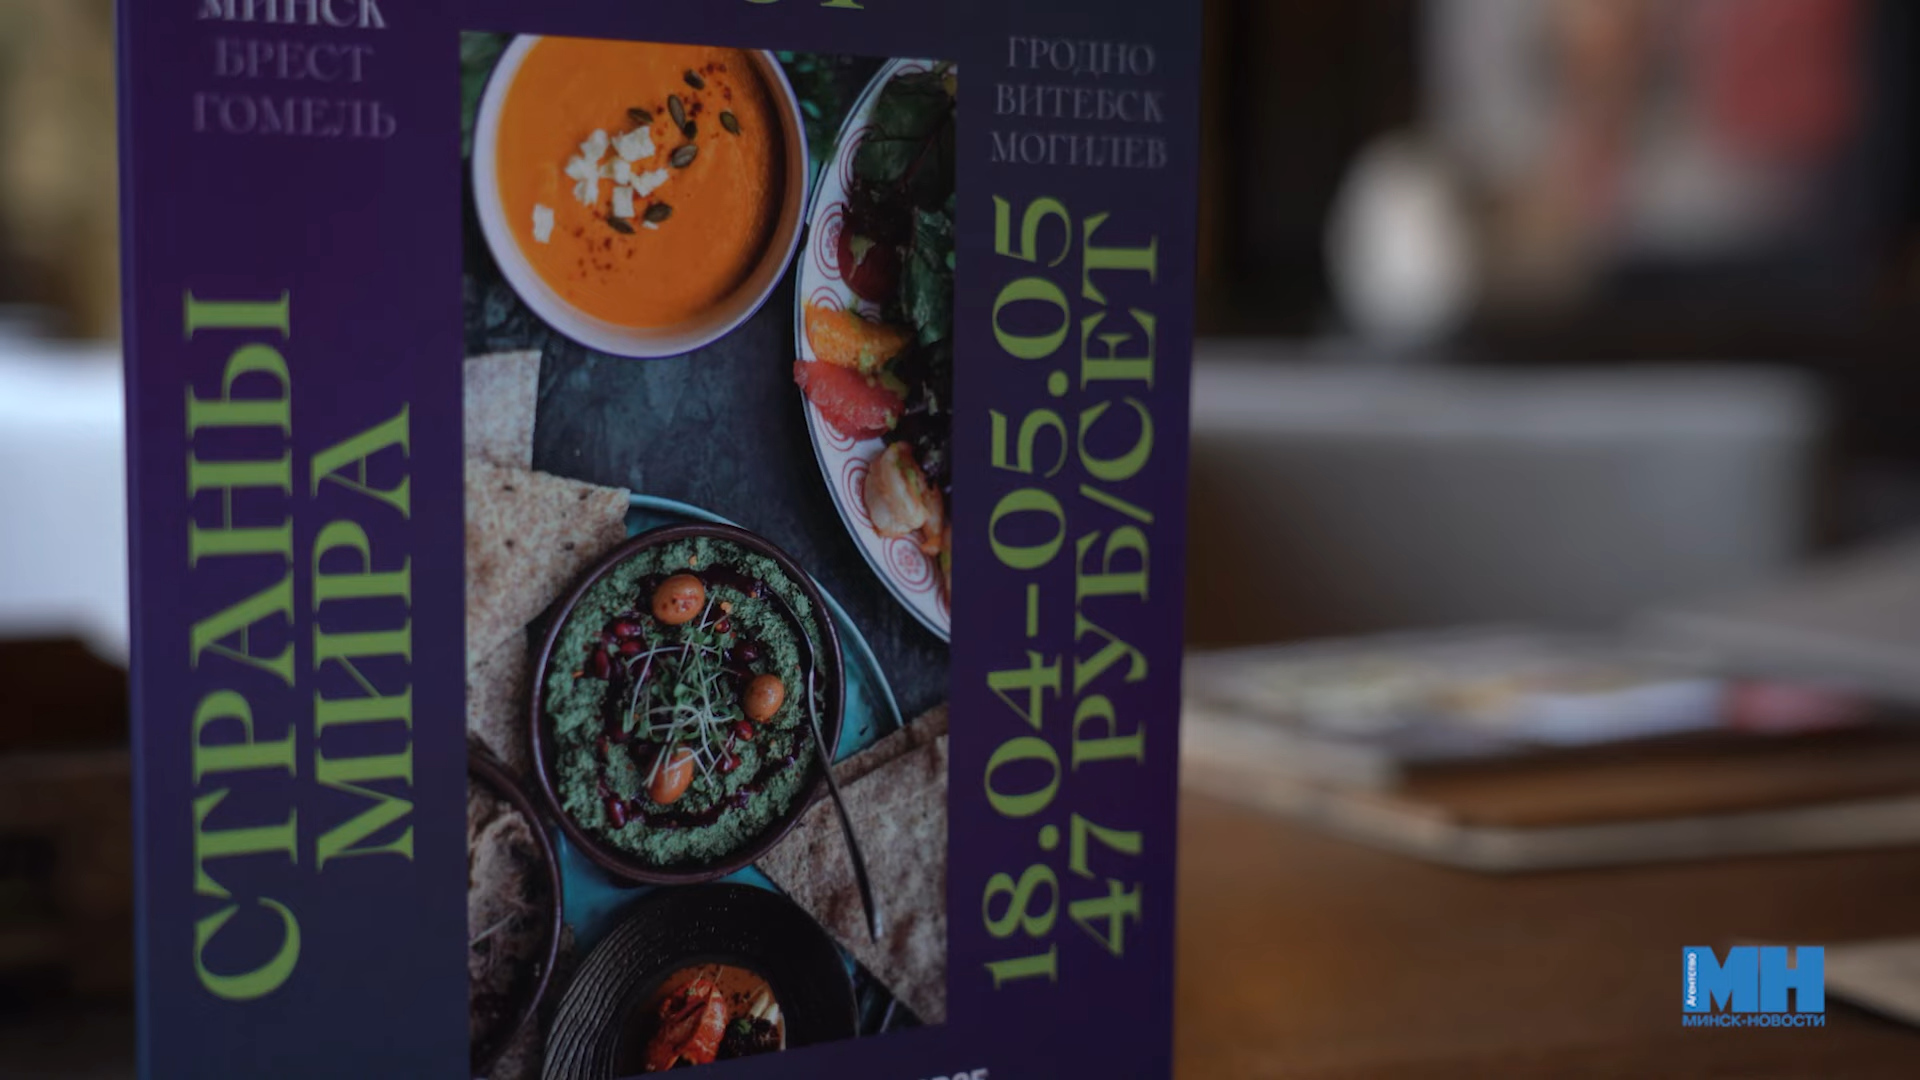 МИНСК
БРЕСТ
ГОМЕЛЬ
ГРОДНО
ВИТЕБСК
МОГИЛЕВ
СТРАНЫ
МИРА
18.04-05.05
47 РУБ/СЕТ
Агентство
МН
МИНСК-НОВОСТИ